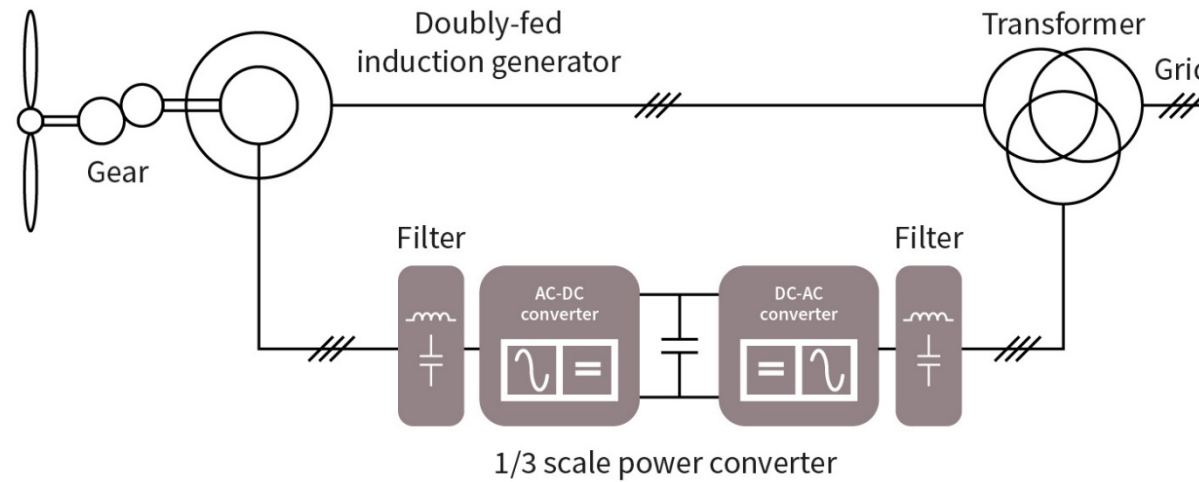 Doubly-fed
induction generator
Transformer
Gear
Filter
Filter
AC-DC
converter
DC-AC
converter
1/3 scale power converter